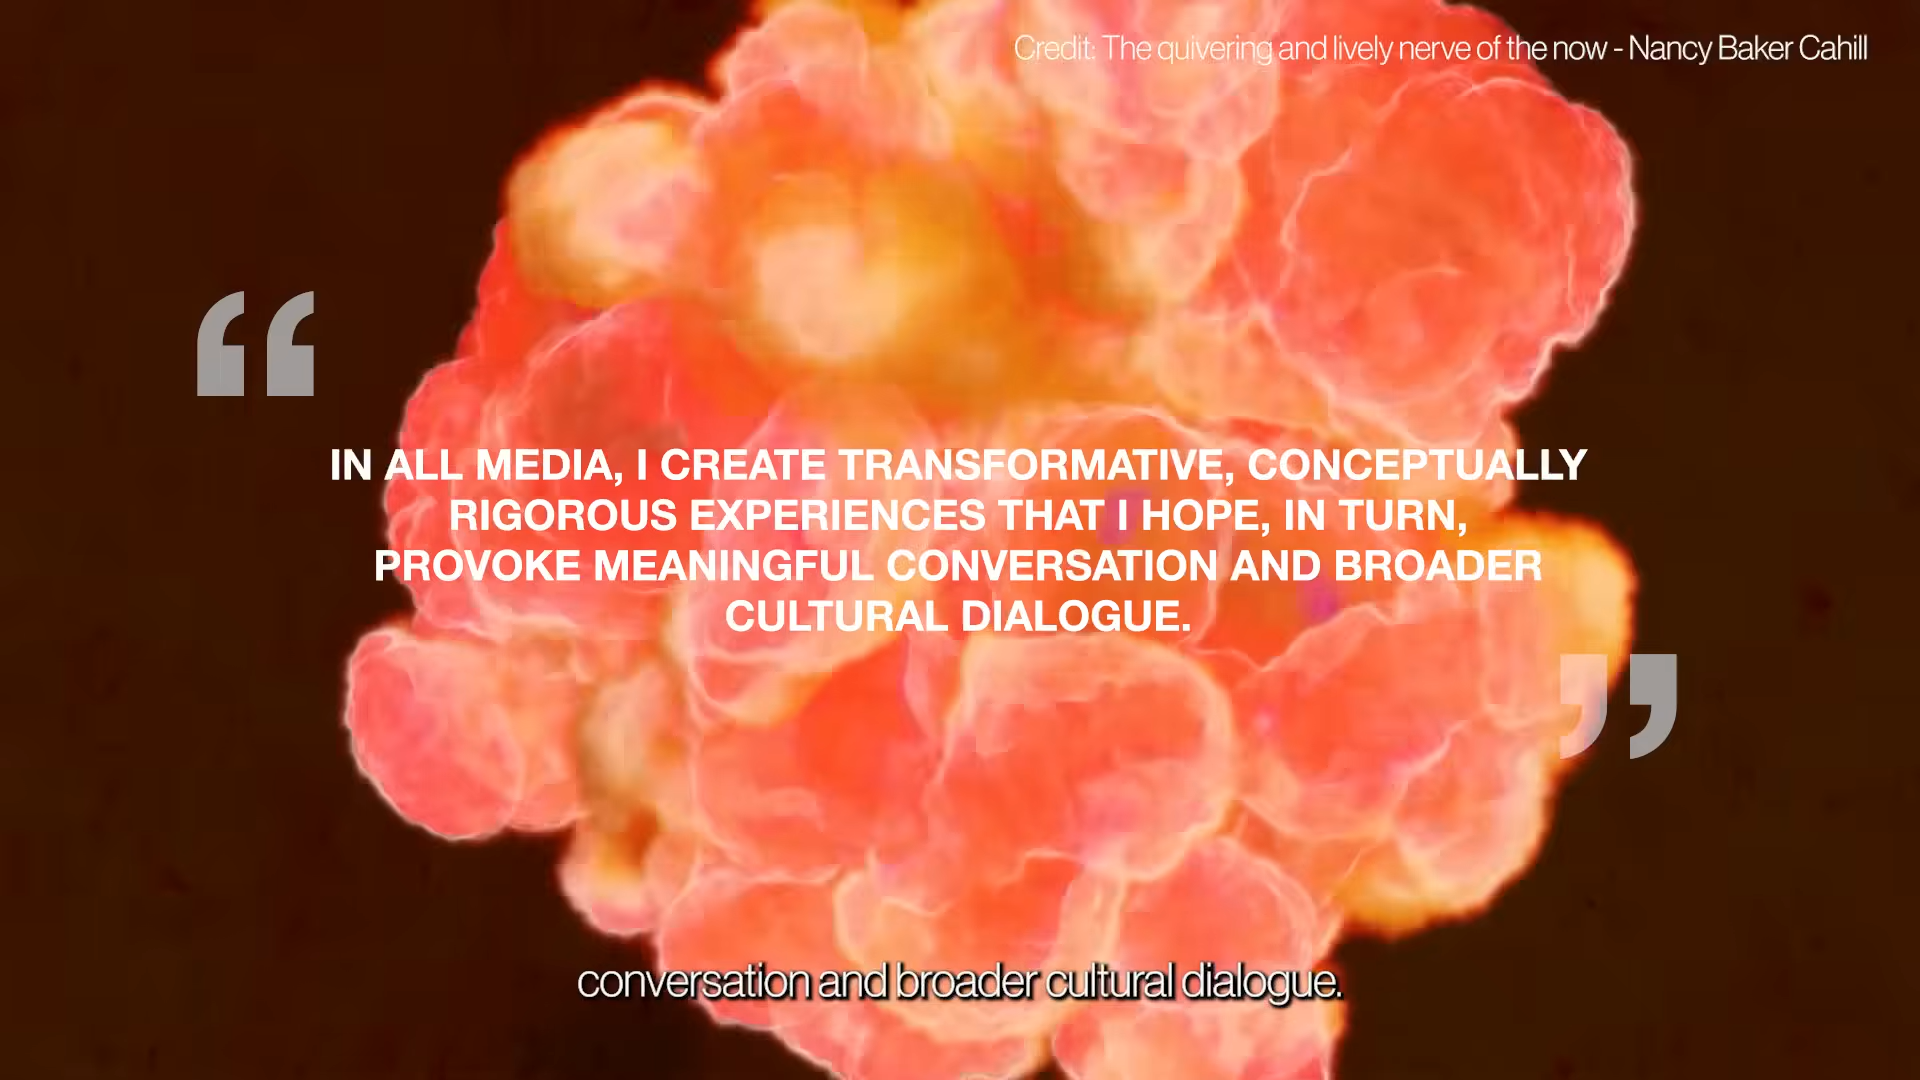 Credit: The quivering and lively nerve of the now - Nancy Baker Cahill
“
IN ALL MEDIA, I CREATE TRANSFORMATIVE, CONCEPTUALLY
RIGOROUS EXPERIENCES THAT I HOPE, IN TURN,
PROVOKE MEANINGFUL CONVERSATION AND BROADER
CULTURAL DIALOGUE.
”
conversation and broader cultural dialogue.